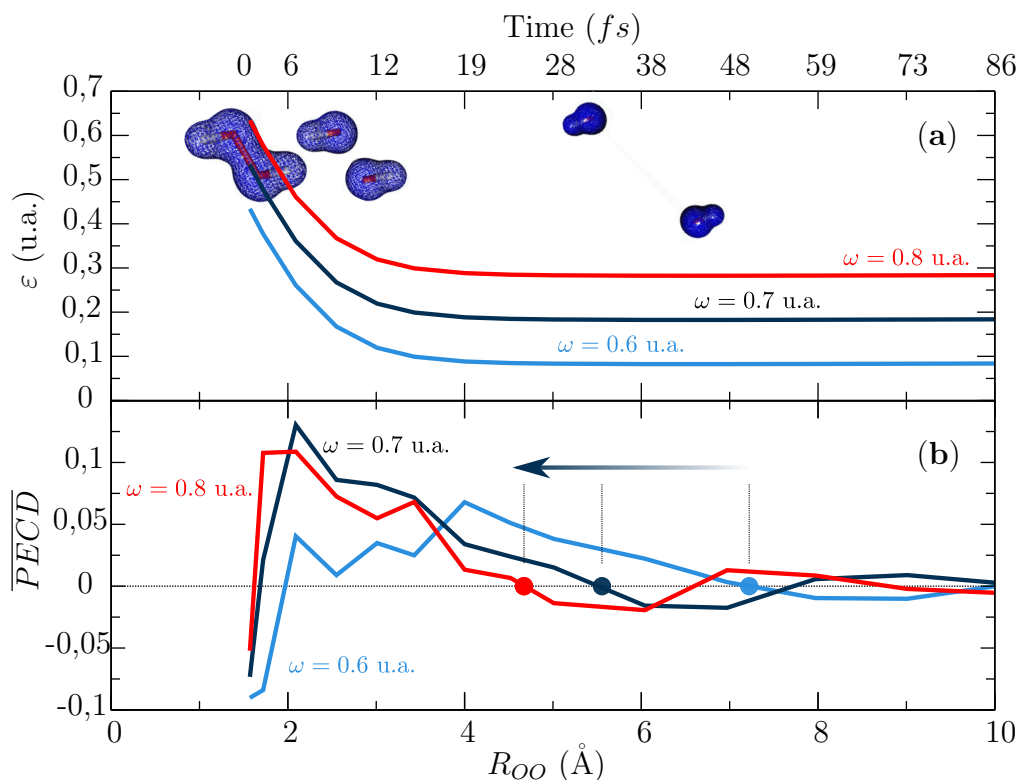 Time (fs)
0 6 12 19 28 38 48 59 73 86
0,7
0,6
0,5
0,4
0,3
0,2
0,1
0
ε (u.a.)
(a)
ω = 0.8 u.a.
ω = 0.7 u.a.
ω = 0.6 u.a.
0,1
0,05
0
-0,05
-0,1
PECD
(b)
ω = 0.7 u.a.
ω = 0.8 u.a.
ω = 0.6 u.a.
0 2 4 6 8 10
R_{OO} (Å)